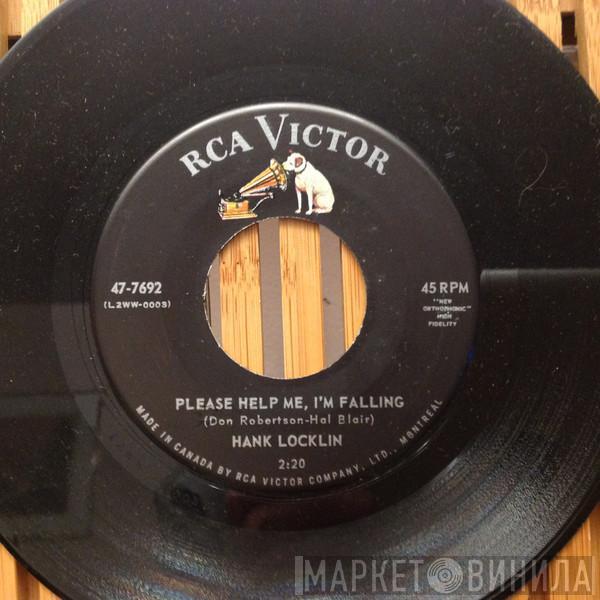 RCA VICTOR
47-7692
(L2WW-0003)
45 RPM
"NEW
ORTHOPHONIC"
HIGH
FIDELITY
PLEASE HELP ME, I'M FALLING
(Don Robertson-Hal Blair)
HANK LOCKLIN
2:20
MADE IN CANADA BY RCA VICTOR COMPANY, LTD., MONTREAL
МАРКЕТ ВИНИЛА